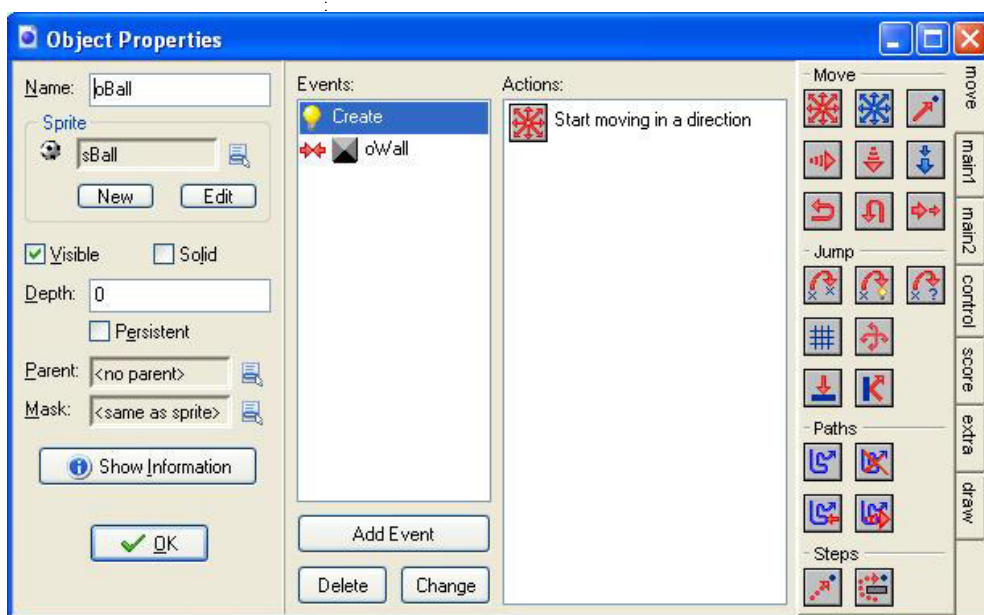 Object Properties
Name: oBall
Sprite
sBall
New Edit
Visible Solid
Depth: 0
Persistent
Parent: <no parent>
Mask: <same as sprite>
Show Information
OK
Events:
Create
oWall
Add Event
Delete Change
Actions:
Start moving in a direction
Move
Jump
Paths
Steps
move
main1
main2
control
score
extra
draw